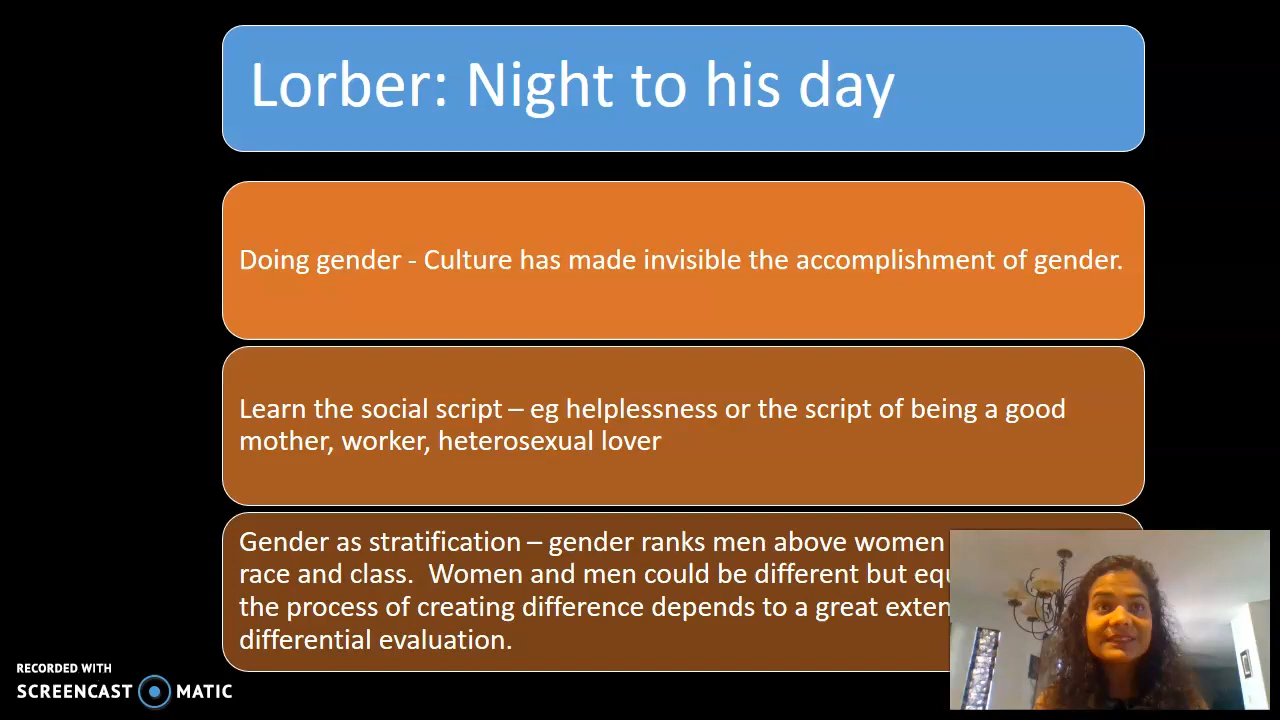 Lorber: Night to his day
Doing gender - Culture has made invisible the accomplishment of gender.
Learn the social script – eg helplessness or the script of being a good
mother, worker, heterosexual lover
Gender as stratification – gender ranks men above women
race and class. Women and men could be different but
the process of creating difference depends to a great
differential evaluation.
RECORDED WITH
SCREENCAST MATIC